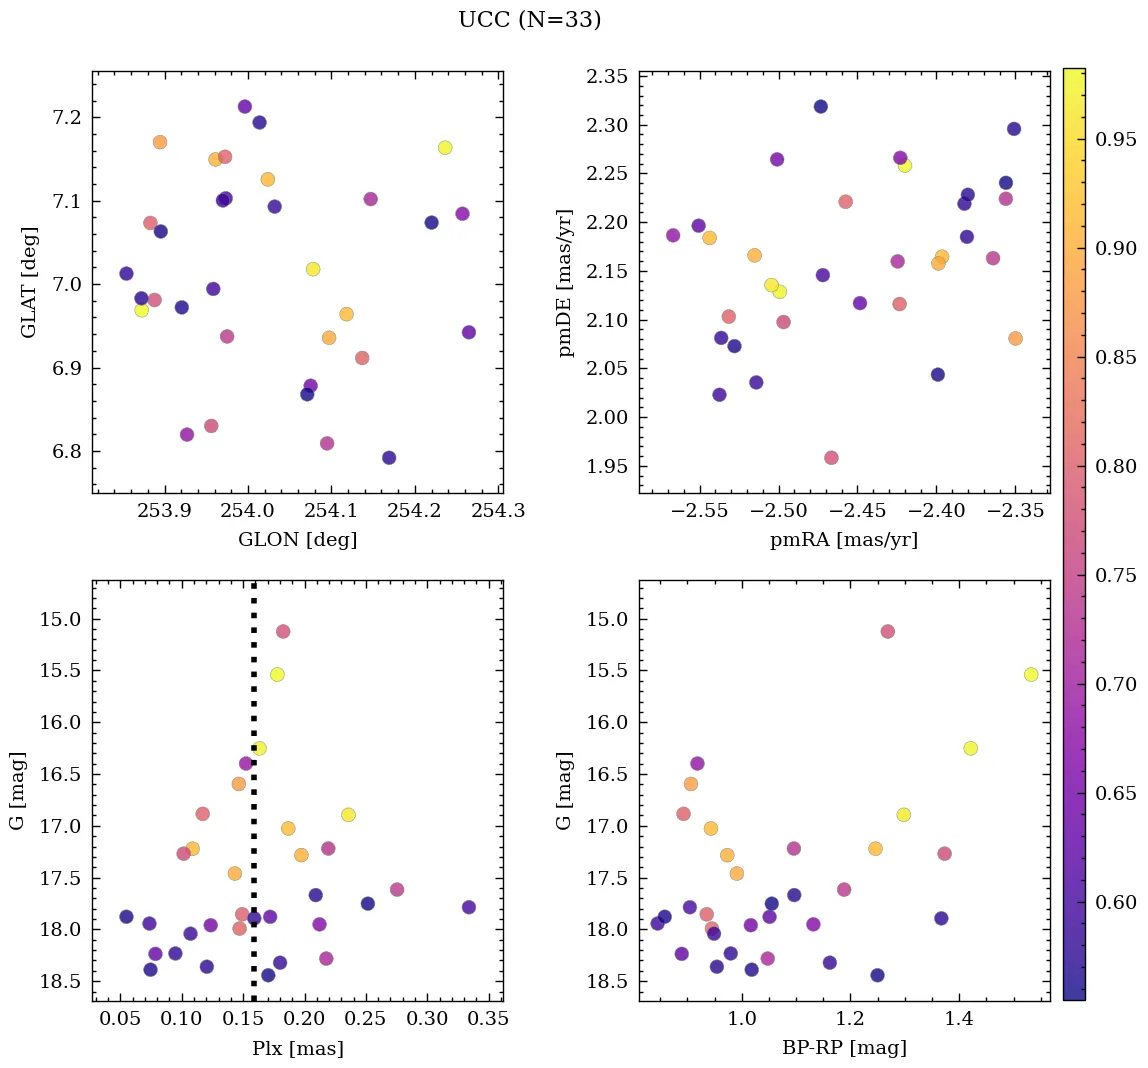 UCC (N=33)
7.2
7.1
7.0
6.9
6.8
GLAT [deg]
253.9 254.0 254.1 254.2 254.3
GLON [deg]
2.35
2.30
2.25
2.20
2.15
2.10
2.05
2.00
1.95
pmDE [mas/yr]
−2.55 −2.50 −2.45 −2.40 −2.35
pmRA [mas/yr]
15.0
15.5
16.0
16.5
17.0
17.5
18.0
18.5
G [mag]
0.05 0.10 0.15 0.20 0.25 0.30 0.35
Plx [mas]
15.0
15.5
16.0
16.5
17.0
17.5
18.0
18.5
G [mag]
1.0 1.2 1.4
BP-RP [mag]
0.95
0.90
0.85
0.80
0.75
0.70
0.65
0.60